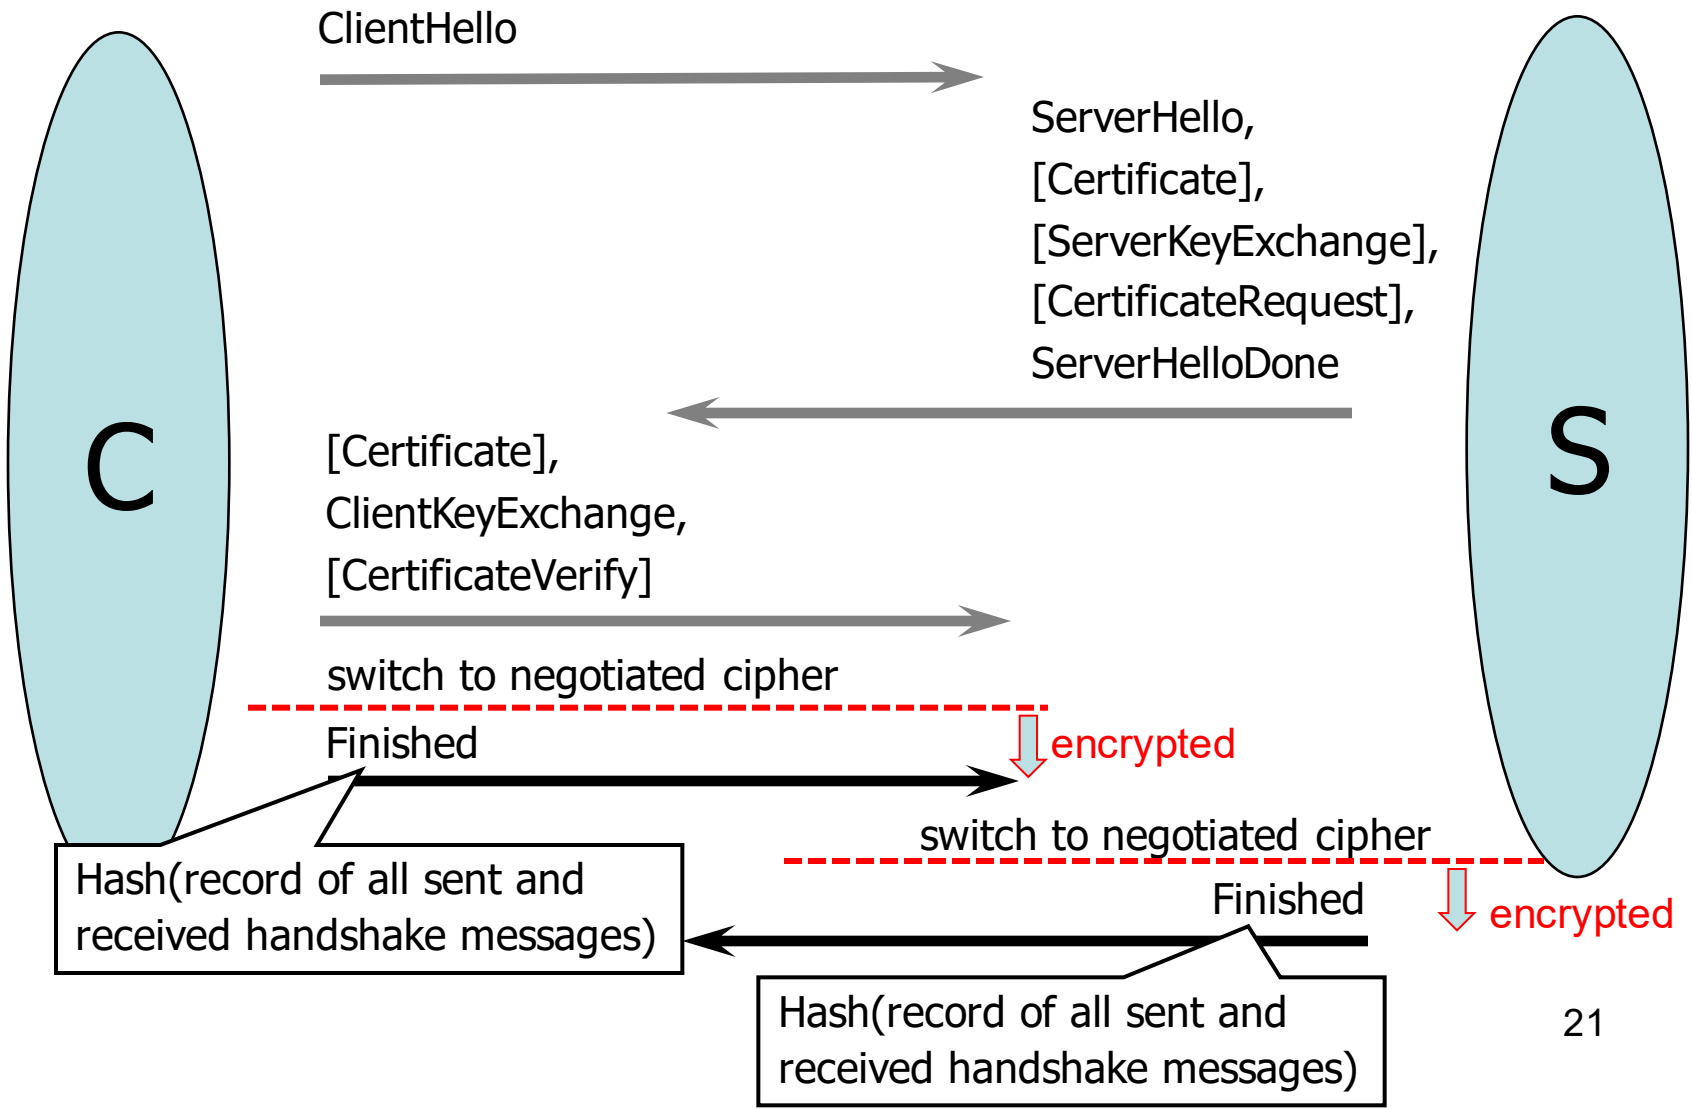 ClientHello
ServerHello,
[Certificate],
[ServerKeyExchange],
[CertificateRequest],
ServerHelloDone
C
S
[Certificate],
ClientKeyExchange,
[CertificateVerify]
switch to negotiated cipher
Finished
encrypted
switch to negotiated cipher
Hash(record of all sent and
received handshake messages)
Finished
encrypted
Hash(record of all sent and
received handshake messages)
21